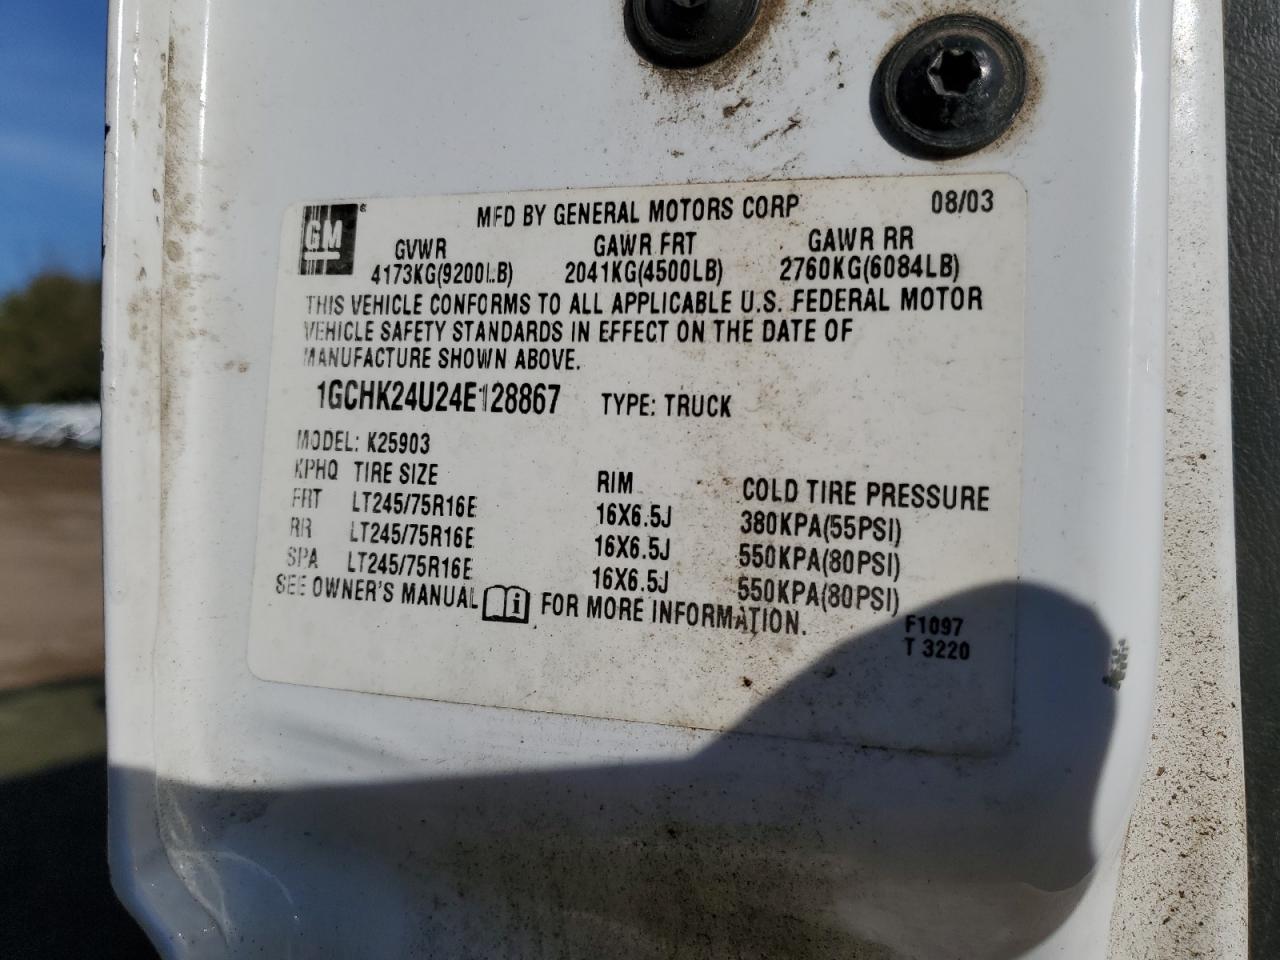 GM® MFD BY GENERAL MOTORS CORP 08/03
GVWR GAWR FRT GAWR RR
4173KG(9200LB) 2041KG(4500LB) 2760KG(6084LB)
THIS VEHICLE CONFORMS TO ALL APPLICABLE U.S. FEDERAL MOTOR
VEHICLE SAFETY STANDARDS IN EFFECT ON THE DATE OF
MANUFACTURE SHOWN ABOVE.
1GCHK24U24E128867 TYPE: TRUCK
MODEL: K25903
KPHQ TIRE SIZE RIM COLD TIRE PRESSURE
FRT LT245/75R16E 16X6.5J 380KPA(55PSI)
RR LT245/75R16E 16X6.5J 550KPA(80PSI)
SPA LT245/75R16E 16X6.5J 550KPA(80PSI)
SEE OWNER'S MANUAL i FOR MORE INFORMATION.
F1097
T 3220